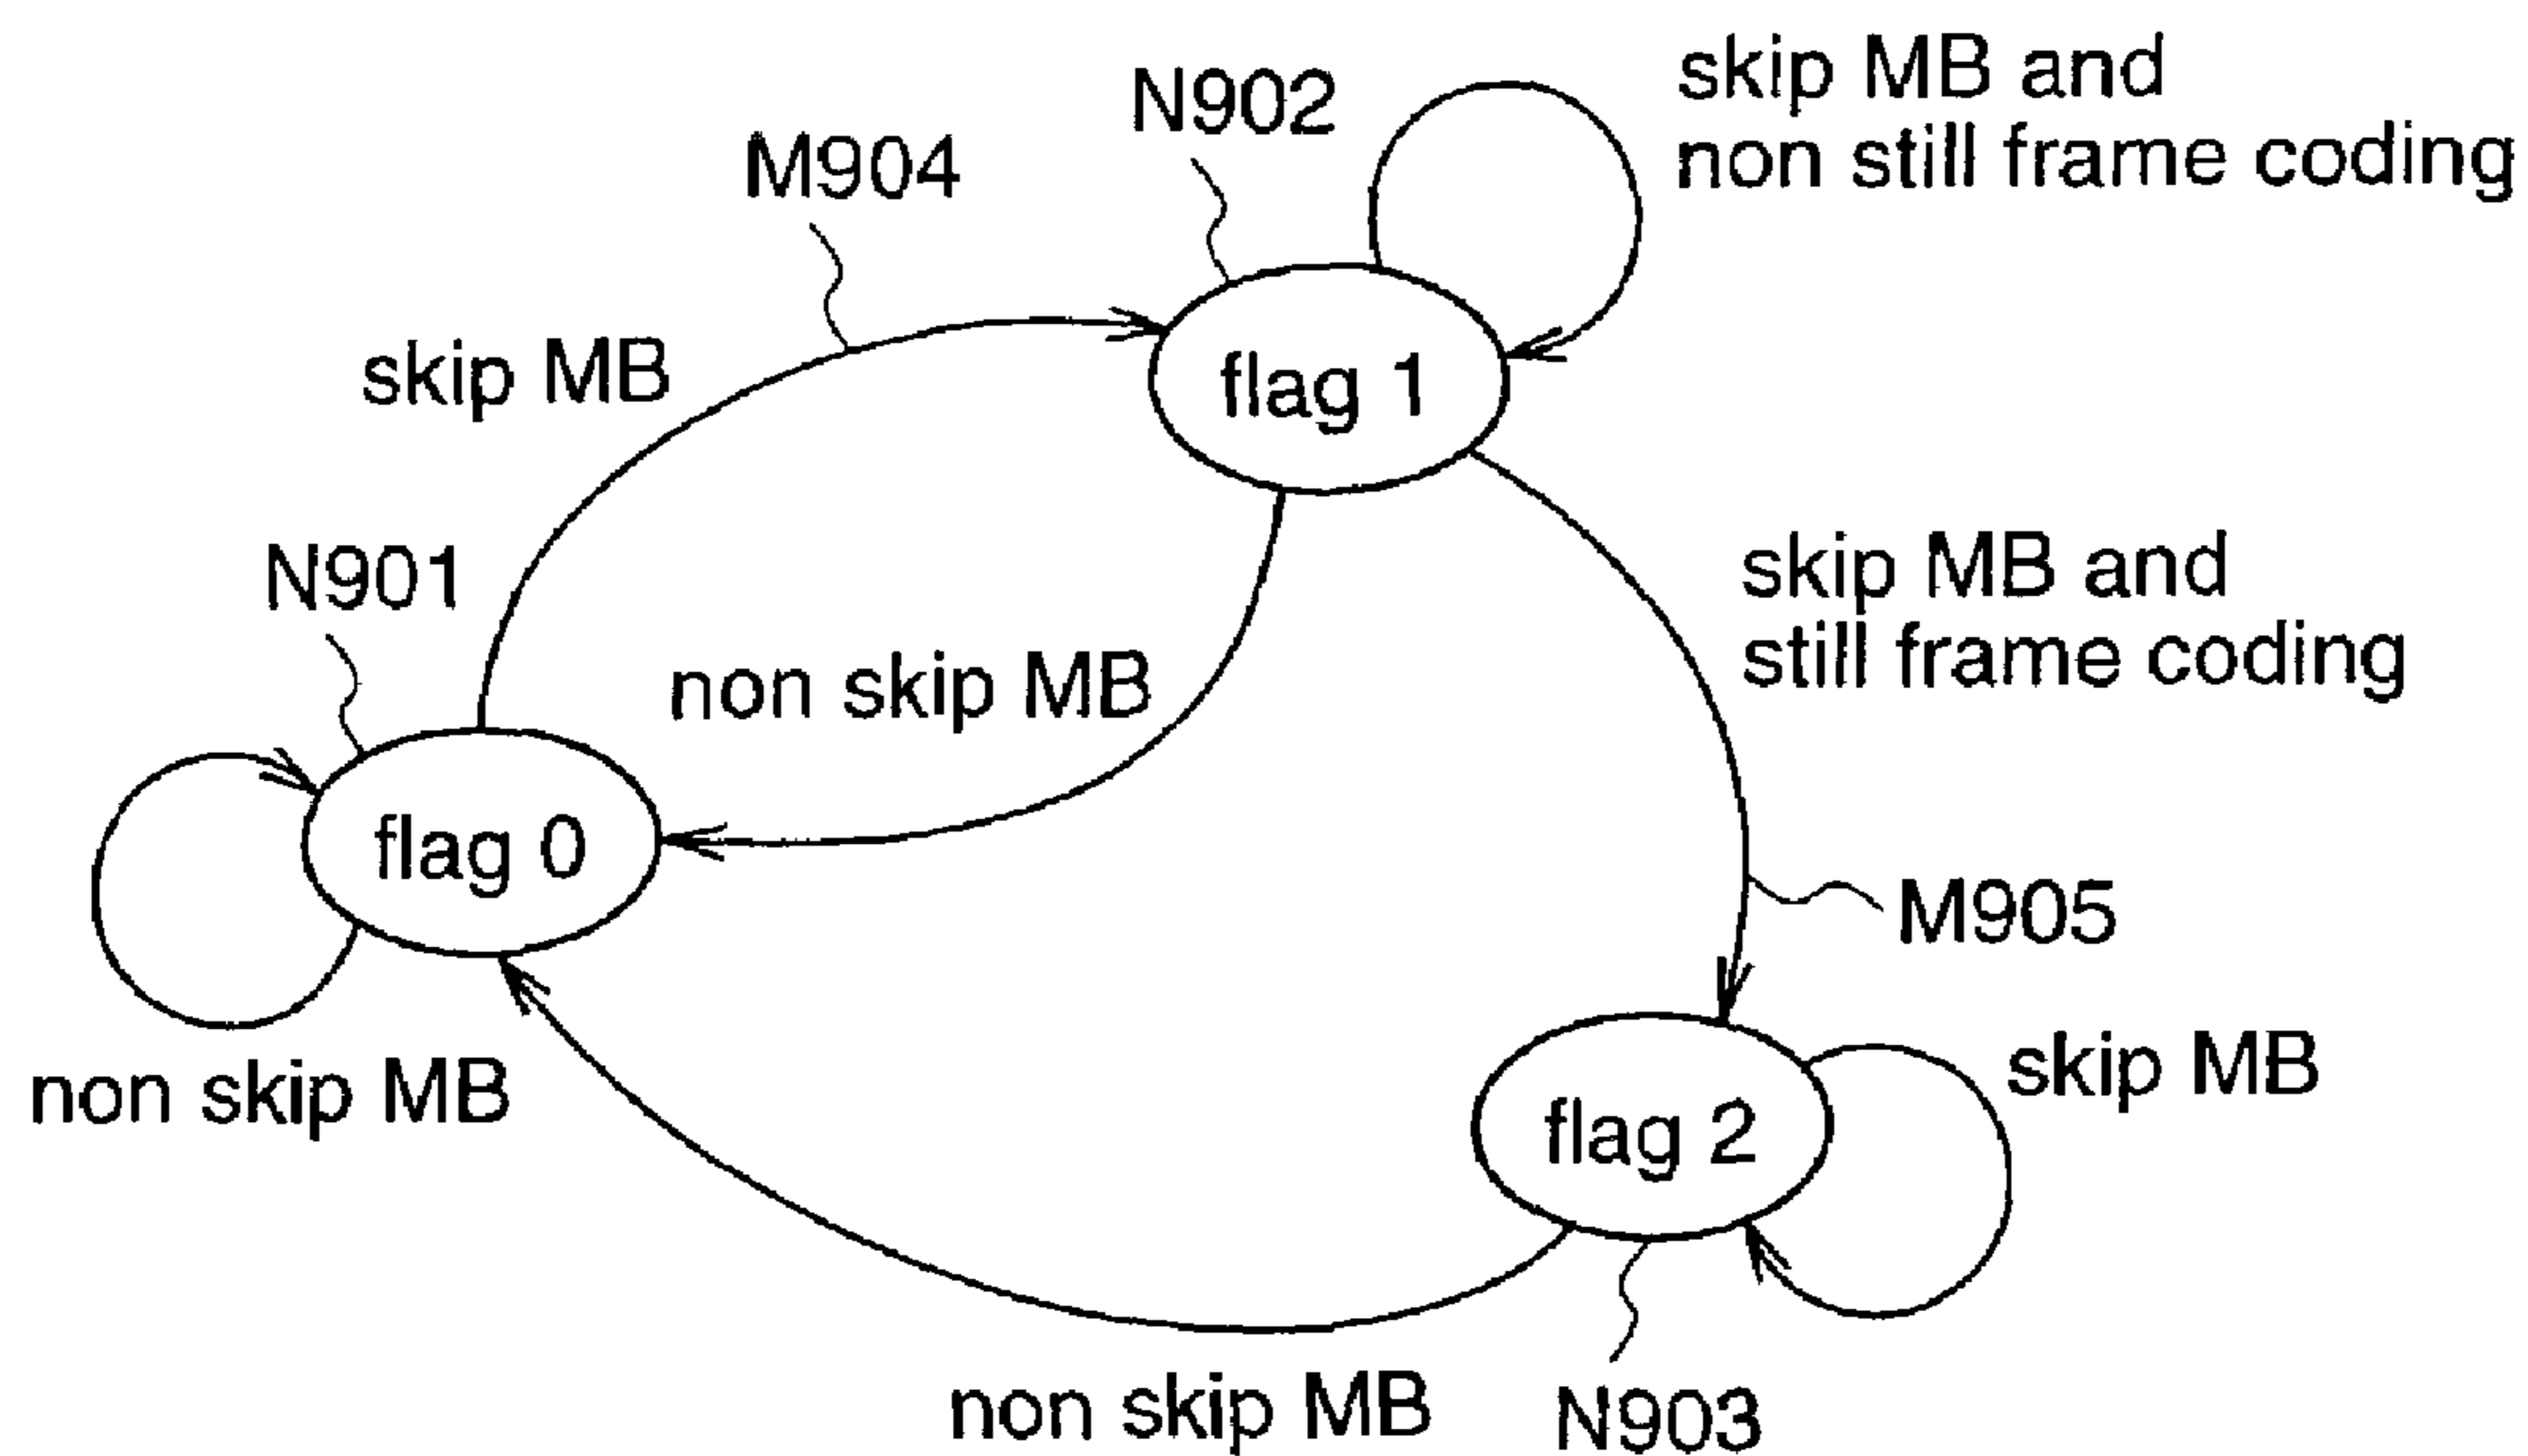 skip MB and
non still frame coding
N902
M904
skip MB
flag 1
N901
skip MB and
still frame coding
non skip MB
flag 0
M905
non skip MB
skip MB
flag 2
non skip MB
N903